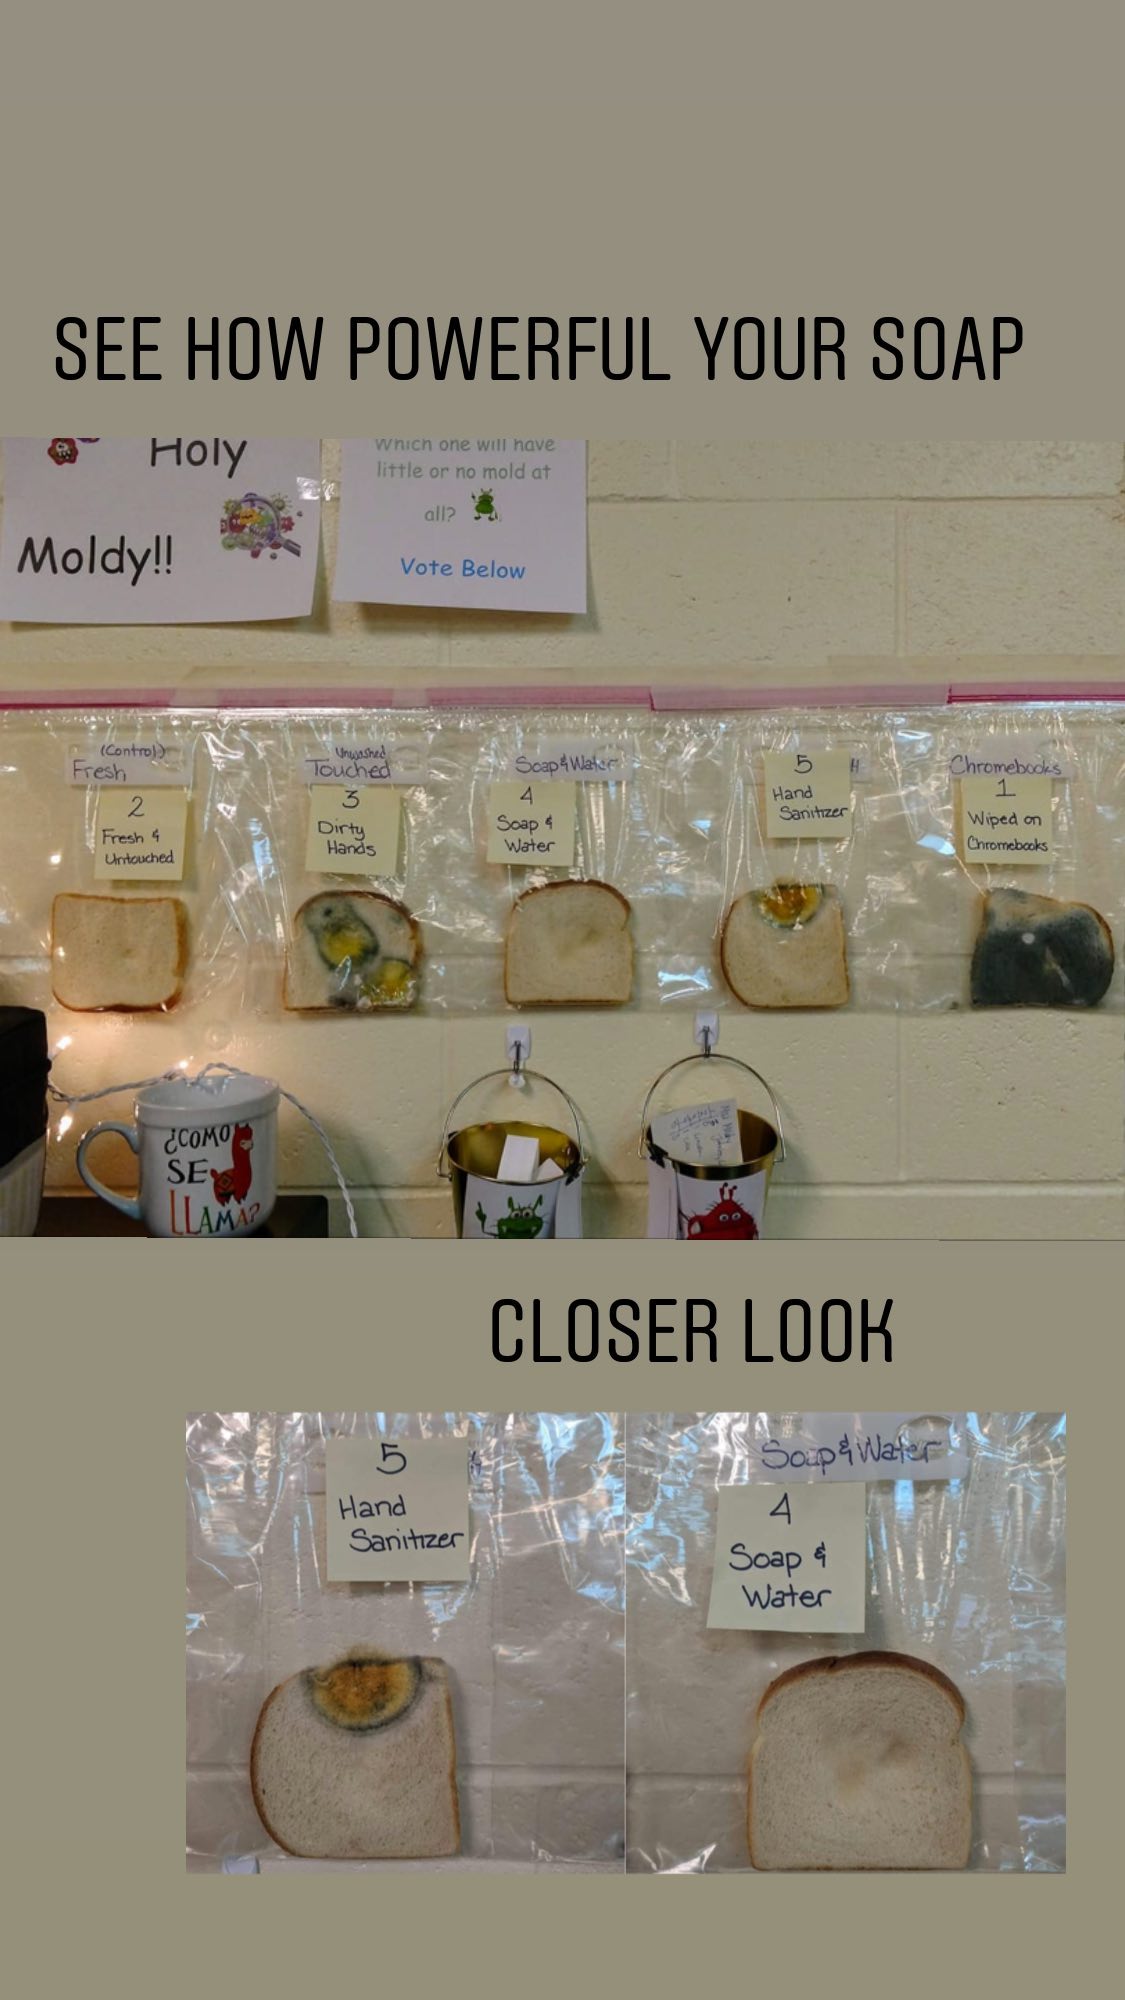 SEE HOW POWERFUL YOUR SOAP
Holy
Moldy!!
Which one will have
little or no mold at
all?
Vote Below
(Control)
Fresh
2
Fresh &
Untouched
Unwashed
Touched
3
Dirty
Hands
Soap & Water
4
Soap &
Water
5
Hand
Sanitizer
Chromebooks
1
Wiped on
Chromebooks
¿COMO
SE
LLAMA?
CLOSER LOOK
5
Hand
Sanitizer
Soap & Water
4
Soap &
Water